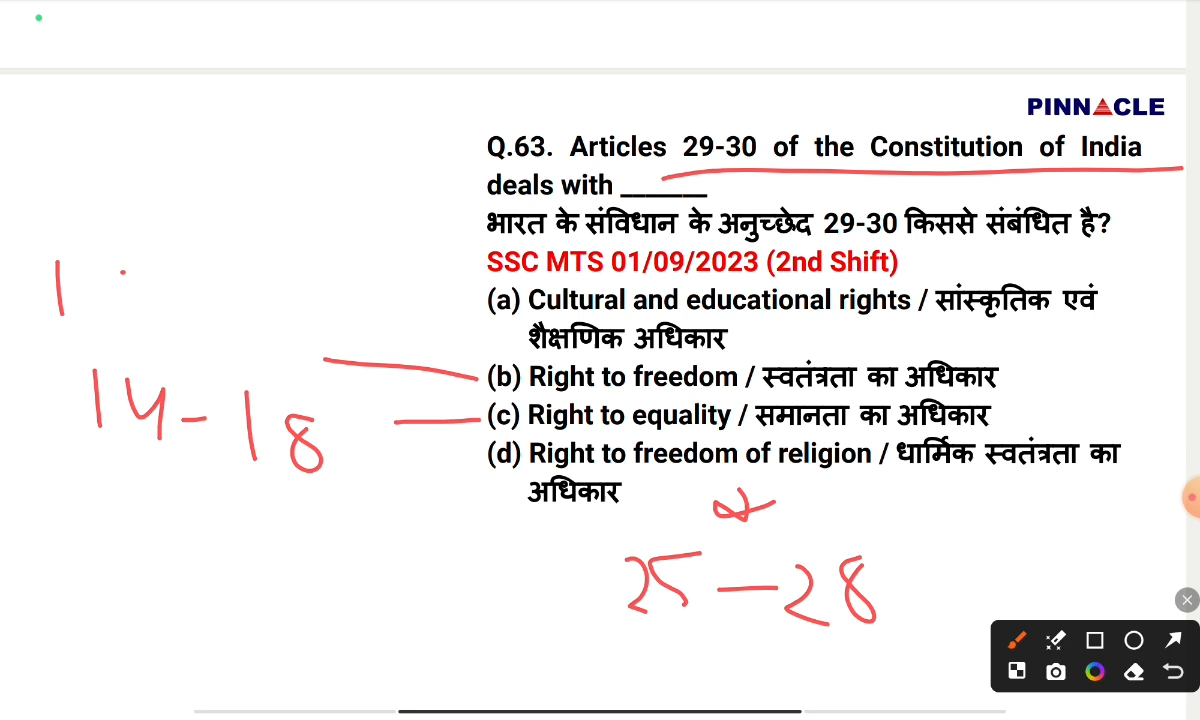 PINNACLE
Q.63. Articles 29-30 of the Constitution of India
deals with _______
भारत के संविधान के अनुच्छेद 29-30 किससे संबंधित है?
SSC MTS 01/09/2023 (2nd Shift)
(a) Cultural and educational rights / सांस्कृतिक एवं
शैक्षणिक अधिकार
(b) Right to freedom / स्वतंत्रता का अधिकार
(c) Right to equality / समानता का अधिकार
(d) Right to freedom of religion / धार्मिक स्वतंत्रता का
अधिकार
1
14-18
25-28